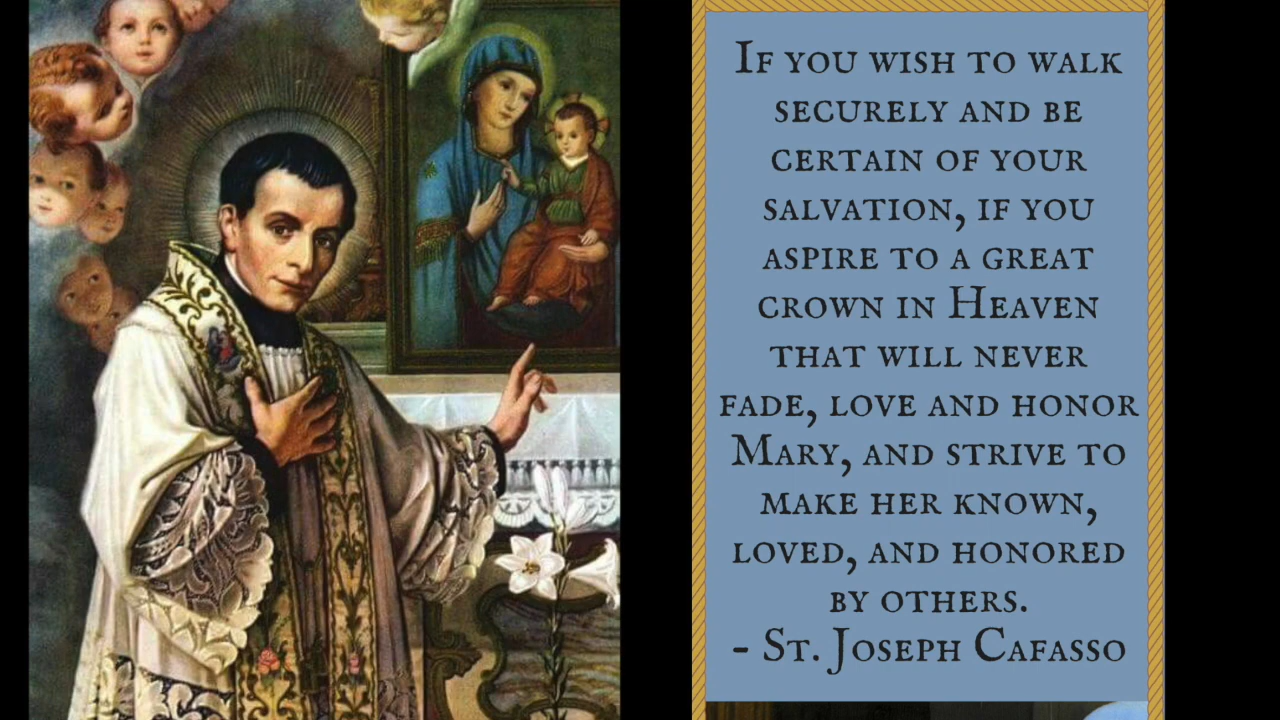 If you wish to walk
securely and be
certain of your
salvation, if you
aspire to a great
crown in Heaven
that will never
fade, love and honor
Mary, and strive to
make her known,
loved, and honored
by others.
- St. Joseph Cafasso